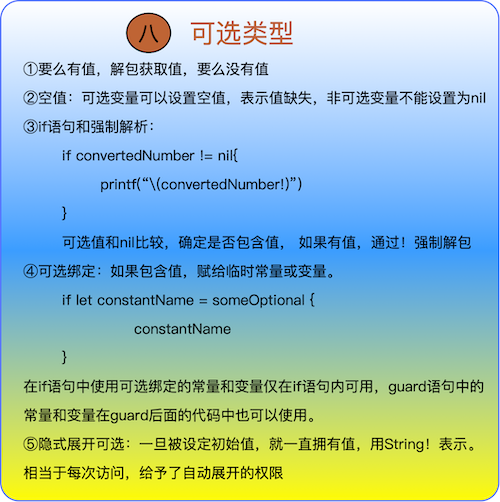 八 可选类型
①要么有值，解包获取值，要么没有值
②空值：可选变量可以设置空值，表示值缺失，非可选变量不能设置为nil
③if语句和强制解析：
if convertedNumber != nil{
printf(“\(convertedNumber!)”)
}
可选值和nil比较，确定是否包含值， 如果有值，通过！强制解包
④可选绑定：如果包含值，赋给临时常量或变量。
if let constantName = someOptional {
constantName
}
在if语句中使用可选绑定的常量和变量仅在if语句内可用，guard语句中的
常量和变量在guard后面的代码中也可以使用。
⑤隐式展开可选：一旦被设定初始值，就一直拥有值，用String！表示。
相当于每次访问，给予了自动展开的权限